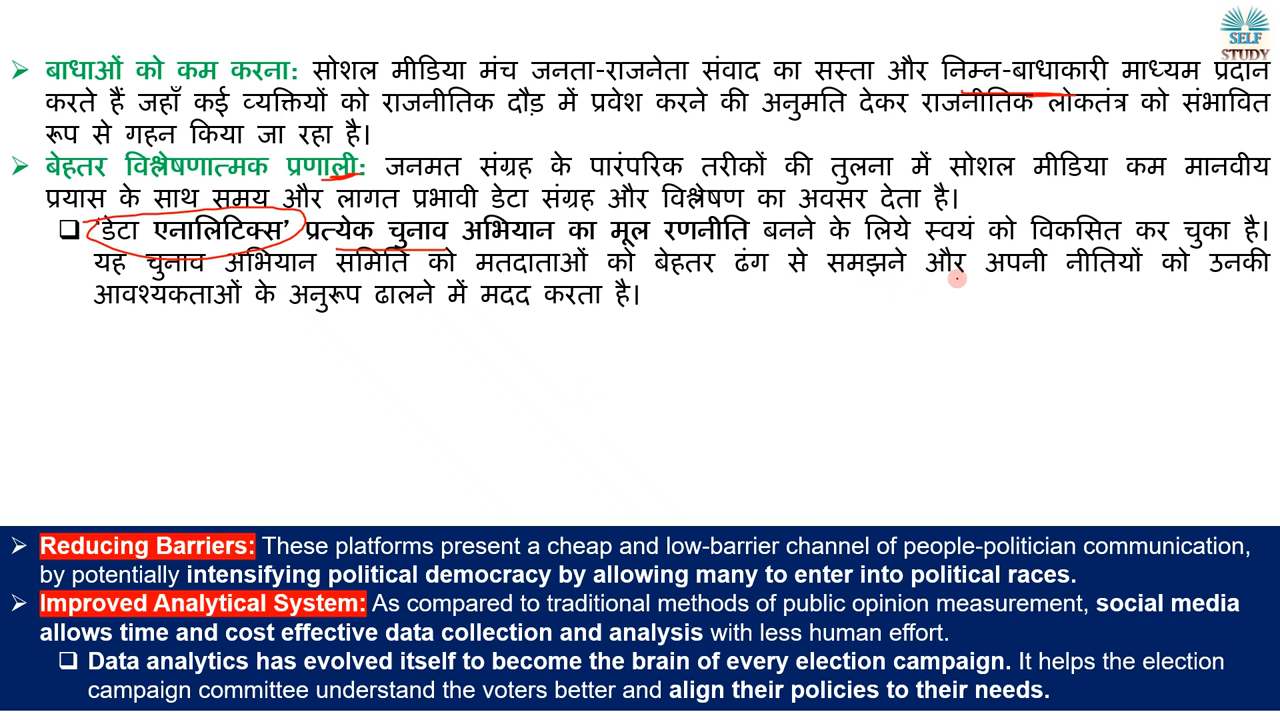 SELF
STUDY
➢ बाधाओं को कम करना: सोशल मीडिया मंच जनता-राजनेता संवाद का सस्ता और निम्न-बाधाकारी माध्यम प्रदान
करते हैं जहाँ कई व्यक्तियों को राजनीतिक दौड़ में प्रवेश करने की अनुमति देकर राजनीतिक लोकतंत्र को संभावित
रूप से गहन किया जा रहा है।
➢ बेहतर विश्लेषणात्मक प्रणाली: जनमत संग्रह के पारंपरिक तरीकों की तुलना में सोशल मीडिया कम मानवीय
प्रयास के साथ समय और लागत प्रभावी डेटा संग्रह और विश्लेषण का अवसर देता है।
❑ 'डेटा एनालिटिक्स' प्रत्येक चुनाव अभियान का मूल रणनीति बनने के लिये स्वयं को विकसित कर चुका है।
यह चुनाव अभियान समिति को मतदाताओं को बेहतर ढंग से समझने और अपनी नीतियों को उनकी
आवश्यकताओं के अनुरूप ढालने में मदद करता है।
➢ Reducing Barriers: These platforms present a cheap and low-barrier channel of people-politician communication,
by potentially intensifying political democracy by allowing many to enter into political races.
➢ Improved Analytical System: As compared to traditional methods of public opinion measurement, social media
allows time and cost effective data collection and analysis with less human effort.
❑ Data analytics has evolved itself to become the brain of every election campaign. It helps the election
campaign committee understand the voters better and align their policies to their needs.